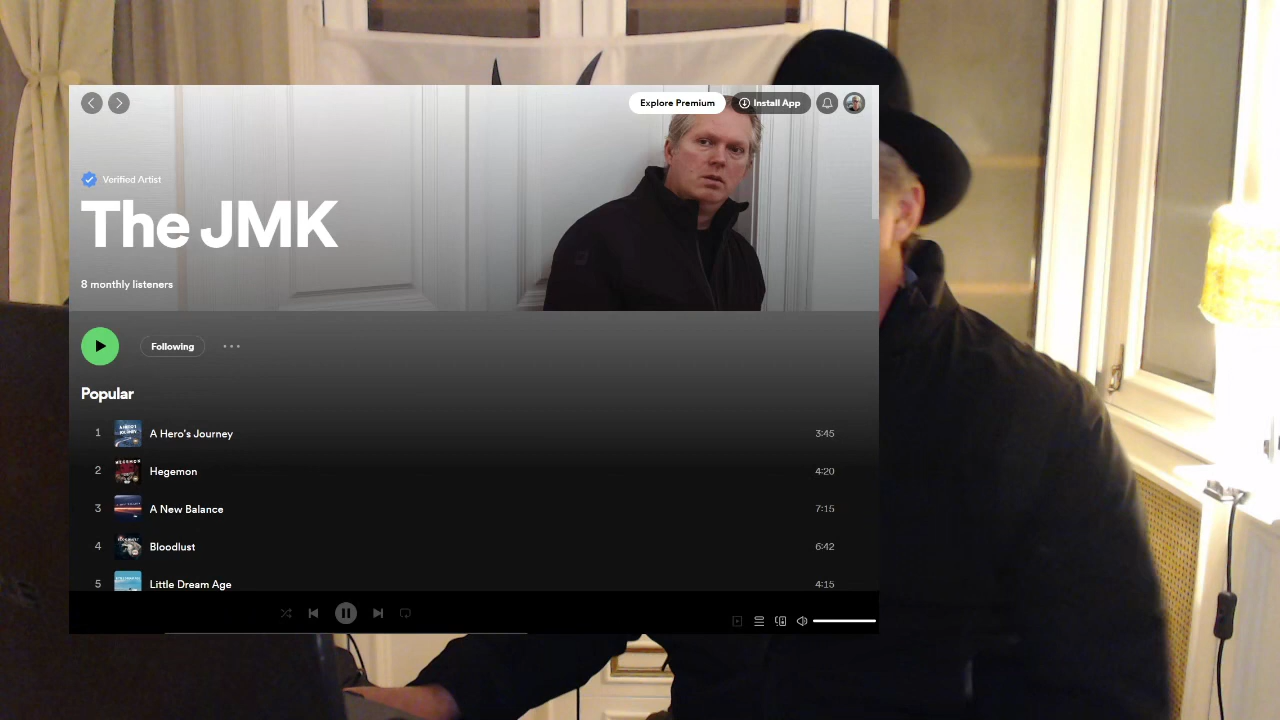 Explore Premium
Install App
Verified Artist
The JMK
8 monthly listeners
Following
Popular
1 A Hero's Journey 3:45
2 Hegemon 4:20
3 A New Balance 7:15
4 Bloodlust 6:42
5 Little Dream Age 4:15